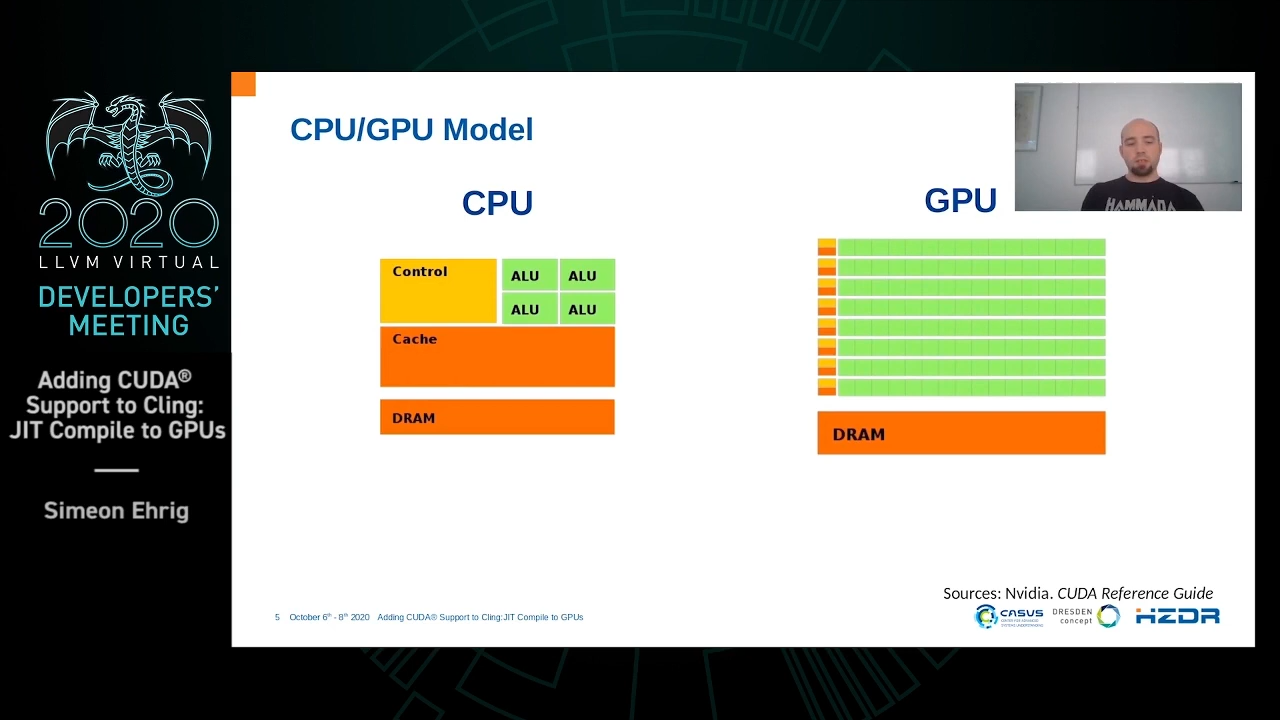 2020
LLVM VIRTUAL
DEVELOPERS'
MEETING
Adding CUDA®
Support to Cling:
JIT Compile to GPUs
Simeon Ehrig
CPU/GPU Model
CPU
GPU
HAMMADA
Control
ALU
ALU
ALU
ALU
Cache
DRAM
DRAM
Sources: Nvidia. CUDA Reference Guide
5 October 6th - 8th 2020 Adding CUDA® Support to Cling:JIT Compile to GPUs
CASUS
DRESDEN
concept
HZDR